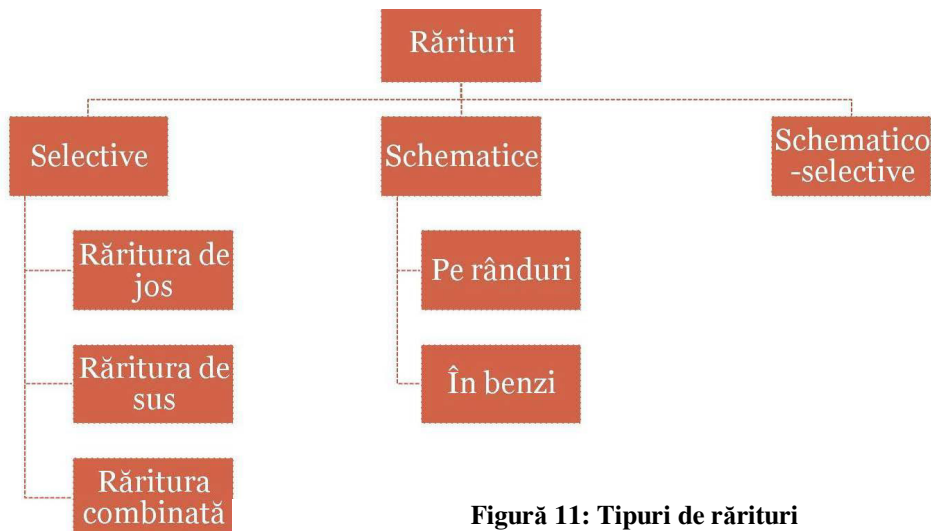 Rărituri
Selective
Schematice
Schematico
-selective
Răritura de
jos
Răritura de
sus
Răritura
combinată
Pe rânduri
În benzi
Figură 11: Tipuri de rărituri